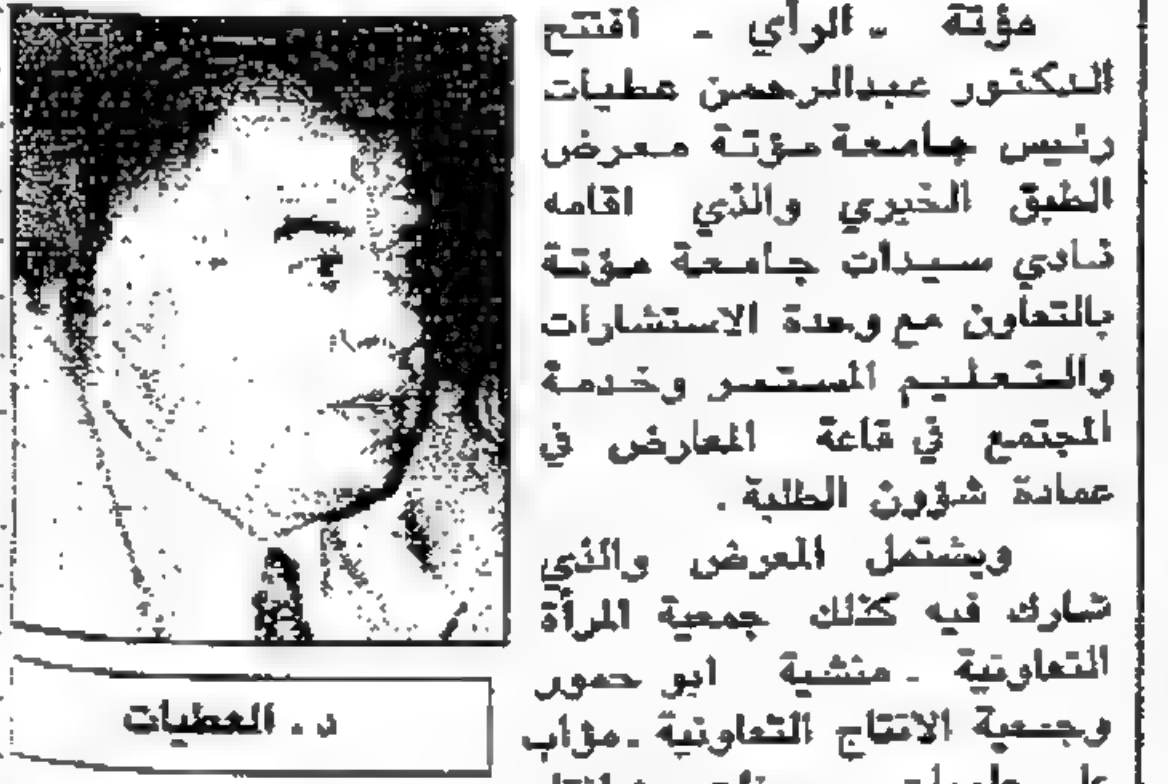 مؤتة - الرأي - افتتح
الدكتور عبدالرحمن عطيات
رئيس جامعة مؤتة معرض
الطبق الخيري والذي اقامه
نادي سيدات جامعة مؤتة
بالتعاون مع وحدة الاستشارات
والتعليم المستمر وخدمة
المجتمع في قاعة المعارض في
عمادة شؤون الطلبة .
ويشتمل المعرض والذي
شارك فيه كذلك جمعية المرأة
التعاونية - منشية ابو حمور
وجمعية الانتاج التعاونية - مؤاب
د . العطيات